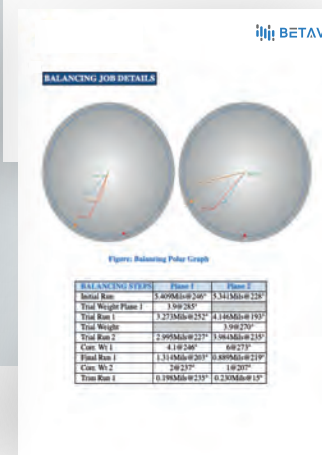 BETAV
BALANCING JOB DETAILS
Figure: Balancing Polar Graph
BALANCING STEPS Plane 1 Plane 2
Initial Run 5.409Mils@246° 5.341Mils@228°
Trial Weight Plane 1 3.9@285°
Trial Run 1 3.273Mils@252° 4.146Mils@193°
Trial Weight 3.9@270°
Trial Run 2 2.995Mils@227° 3.984Mils@235°
Corr. Wt 1 4.1@246° 6@273°
Final Run 1 1.314Mils@203° 0.889Mils@219°
Corr. Wt 2 2@237° 1@207°
Trim Run 1 0.198Mils@235° 0.230Mils@15°